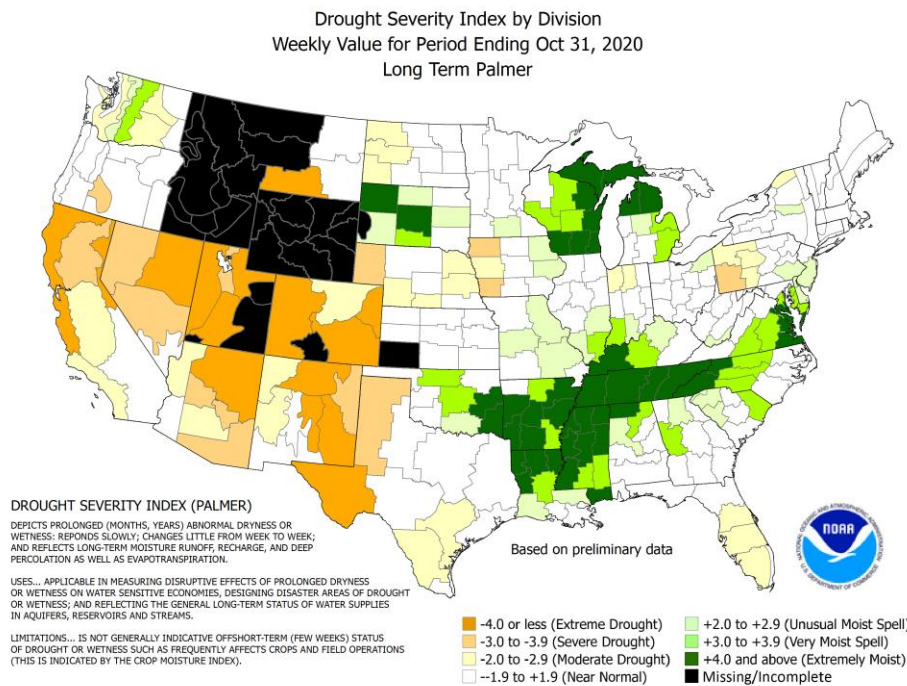 Drought Severity Index by Division
Weekly Value for Period Ending Oct 31, 2020
Long Term Palmer
DROUGHT SEVERITY INDEX (PALMER)
DEPICTS PROLONGED (MONTHS, YEARS) ABNORMAL DRYNESS OR
WETNESS: REPONDS SLOWLY; CHANGES LITTLE FROM WEEK TO WEEK;
AND REFLECTS LONG-TERM MOISTURE RUNOFF, RECHARGE, AND DEEP
PERCOLATION AS WELL AS EVAPOTRANSPIRATION.
USES... APPLICABLE IN MEASURING DISRUPTIVE EFFECTS OF PROLONGED DRYNESS
OR WETNESS ON WATER SENSITIVE ECONOMIES, DESIGNING DISASTER AREAS OF DROUGHT
OR WETNESS; AND REFLECTING THE GENERAL LONG-TERM STATUS OF WATER SUPPLIES
IN AQUIFERS, RESERVOIRS AND STREAMS.
LIMITATIONS... IS NOT GENERALLY INDICATIVE OFFSHORT-TERM (FEW WEEKS) STATUS
OF DROUGHT OR WETNESS SUCH AS FREQUENTLY AFFECTS CROPS AND FIELD OPERATIONS
(THIS IS INDICATED BY THE CROP MOISTURE INDEX).
Based on preliminary data
NATIONAL OCEANIC AND ATMOSPHERIC ADMINISTRATION
NOAA
U.S. DEPARTMENT OF COMMERCE
-4.0 or less (Extreme Drought)
-3.0 to -3.9 (Severe Drought)
-2.0 to -2.9 (Moderate Drought)
--1.9 to +1.9 (Near Normal)
+2.0 to +2.9 (Unusual Moist Spell)
+3.0 to +3.9 (Very Moist Spell)
+4.0 and above (Extremely Moist)
Missing/Incomplete